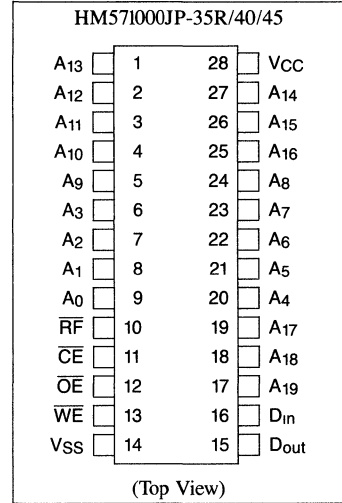 HM571000JP-35R/40/45
A13 1 28 VCC
A12 2 27 A14
A11 3 26 A15
A10 4 25 A16
A9 5 24 A8
A3 6 23 A7
A2 7 22 A6
A1 8 21 A5
A0 9 20 A4
RF 10 19 A17
CE 11 18 A18
OE 12 17 A19
WE 13 16 Din
VSS 14 15 Dout
(Top View)